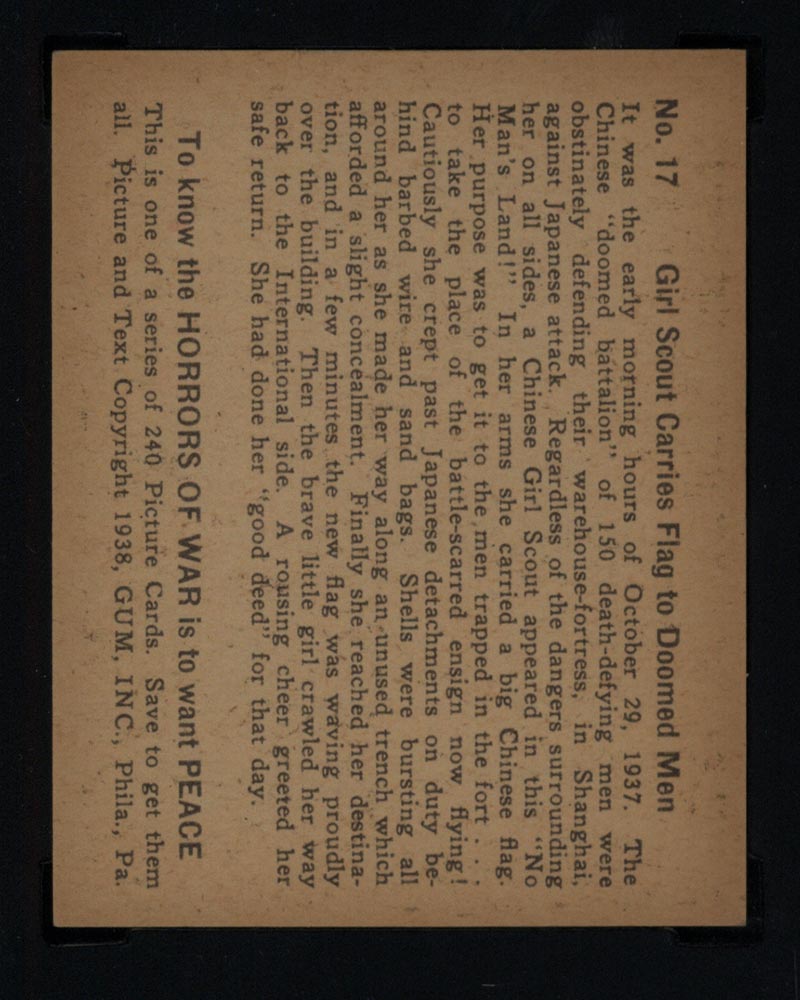 No. 17 Girl Scout Carries Flag to Doomed Men
It was the early morning hours of October 29, 1937. The
Chinese "doomed battalion" of 150 death-defying men were
obstinately defending their warehouse-fortress, in Shanghai,
against Japanese attack. Regardless of the dangers surrounding
her on all sides, a Chinese Girl Scout appeared in this "No
Man's Land!" In her arms she carried a big Chinese flag.
Her purpose was to get it to the men trapped in the fort . . .
to take the place of the battle-scarred ensign now flying!
Cautiously she crept past Japanese detachments on duty be-
hind barbed wire and sand bags. Shells were bursting all
around her as she made her way along an unused trench which
afforded a slight concealment. Finally she reached her destina-
tion, and in a few minutes the new flag was waving proudly
over the building. Then the brave little girl crawled her way
back to the International side. A rousing cheer greeted her
safe return. She had done her "good deed" for that day.
To know the HORRORS OF WAR is to want PEACE
This is one of a series of 240 Picture Cards. Save to get them
all. Picture and Text Copyright 1938, GUM, INC., Phila., Pa.